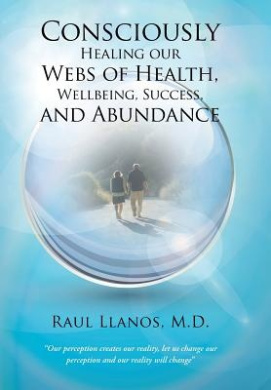 CONSCIOUSLY
HEALING OUR
WEBS OF HEALTH,
WELLBEING, SUCCESS,
AND ABUNDANCE
RAUL LLANOS, M.D.
"Our perception creates our reality, let us change our
perception and our reality will change"